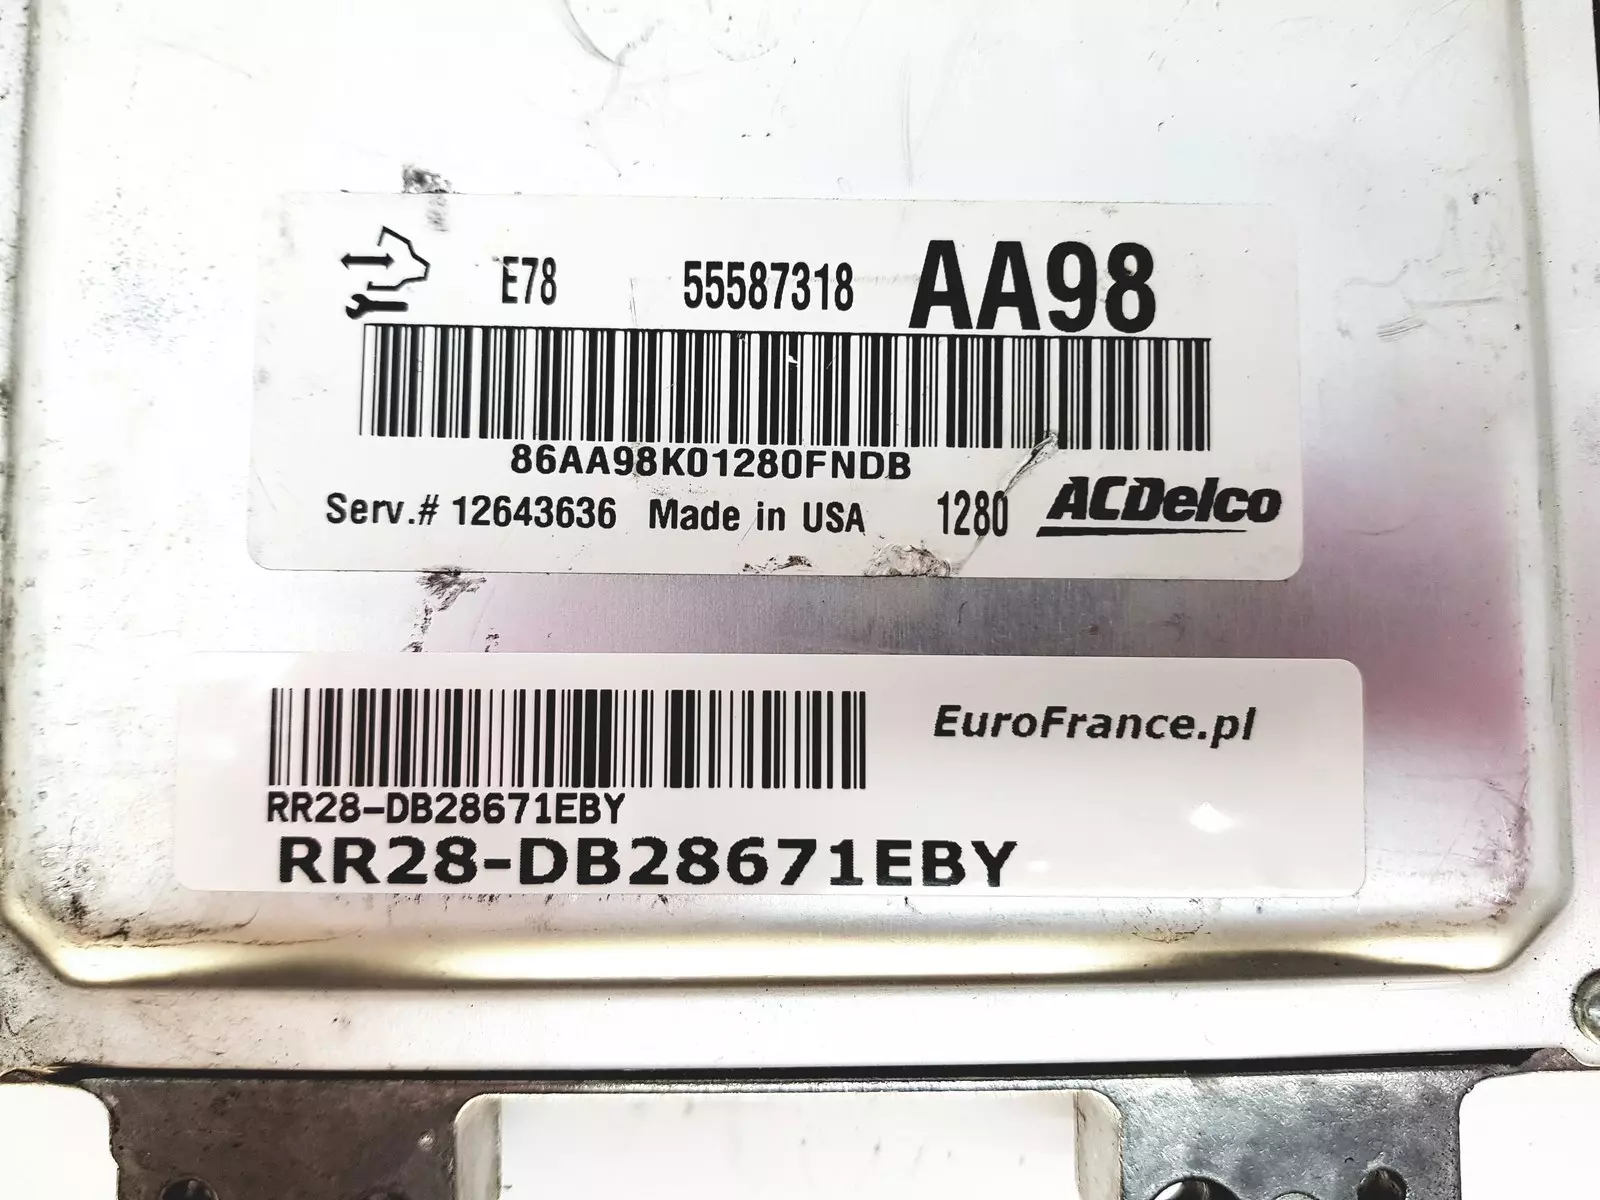 E78 55587318 AA98
86AA98K01280FNDB
Serv.# 12643636 Made in USA 1280 ACDelco
EuroFrance.pl
RR28-DB28671EBY
RR28-DB28671EBY